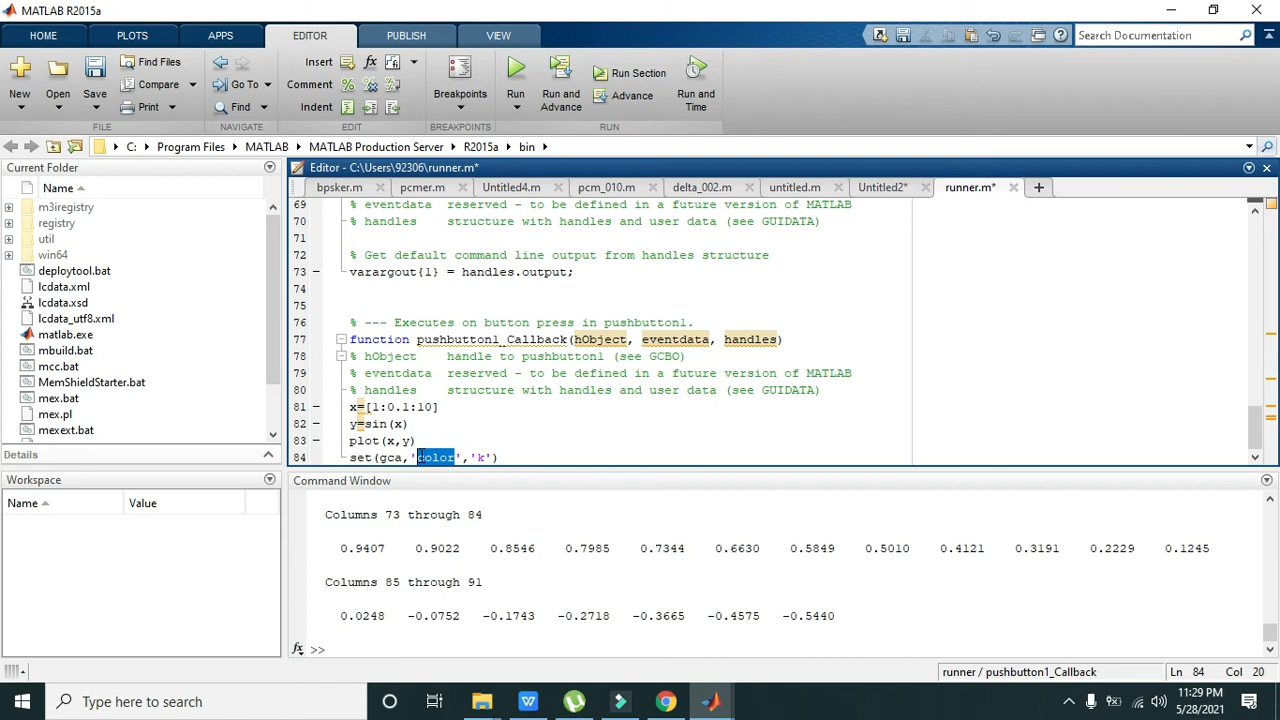 MATLAB R2015a
HOME PLOTS APPS EDITOR PUBLISH VIEW
Search Documentation
New Open Save Find Files Compare Print
Go To Find
Insert fx Comment Indent
Breakpoints
Run Run and Advance Run Section Advance Run and Time
FILE NAVIGATE EDIT BREAKPOINTS RUN
C: Program Files MATLAB MATLAB Production Server R2015a bin
Current Folder
Name
m3iregistry
registry
util
win64
deploytool.bat
lcdata.xml
lcdata.xsd
lcdata_utf8.xml
matlab.exe
mbuild.bat
mcc.bat
MemShieldStarter.bat
mex.bat
mex.pl
mexext.bat
Details
Workspace
Name Value
Editor - C:\Users\92306\runner.m*
bpsker.m pcmer.m Untitled4.m pcm_010.m delta_002.m untitled.m Untitled2* runner.m*
69 % eventdata  reserved - to be defined in a future version of MATLAB
70 % handles    structure with handles and user data (see GUIDATA)
71
72 % Get default command line output from handles structure
73 varargout{1} = handles.output;
74
75
76 % --- Executes on button press in pushbutton1.
77 function pushbutton1_Callback(hObject, eventdata, handles)
78 % hObject    handle to pushbutton1 (see GCBO)
79 % eventdata  reserved - to be defined in a future version of MATLAB
80 % handles    structure with handles and user data (see GUIDATA)
81 x=[1:0.1:10]
82 y=sin(x)
83 plot(x,y)
84 set(gca,'color','k')
Command Window
Columns 73 through 84
0.9407 0.9022 0.8546 0.7985 0.7344 0.6630 0.5849 0.5010 0.4121 0.3191 0.2229 0.1245
Columns 85 through 91
0.0248 -0.0752 -0.1743 -0.2718 -0.3665 -0.4575 -0.5440
fx >>
runner / pushbutton1_Callback Ln 84 Col 20
Type here to search
11:29 PM
5/28/2021